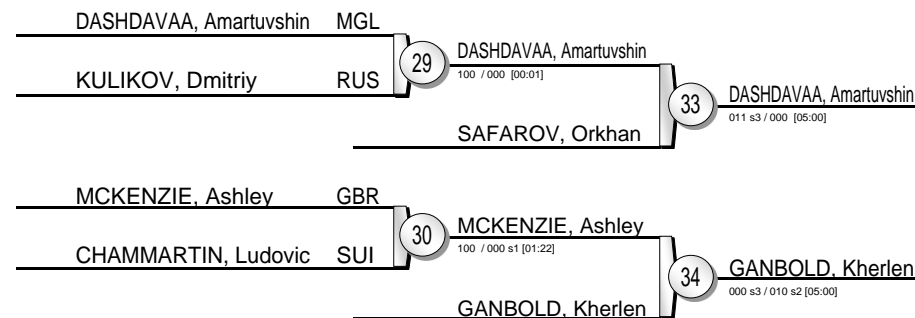 DASHDAVAA, Amartuvshin MGL
KULIKOV, Dmitriy RUS
29
DASHDAVAA, Amartuvshin
100 / 000 [00:01]
SAFAROV, Orkhan
33
DASHDAVAA, Amartuvshin
011 s3 / 000 [05:00]
MCKENZIE, Ashley GBR
CHAMMARTIN, Ludovic SUI
30
MCKENZIE, Ashley
100 / 000 s1 [01:22]
GANBOLD, Kherlen
34
GANBOLD, Kherlen
000 s3 / 010 s2 [05:00]